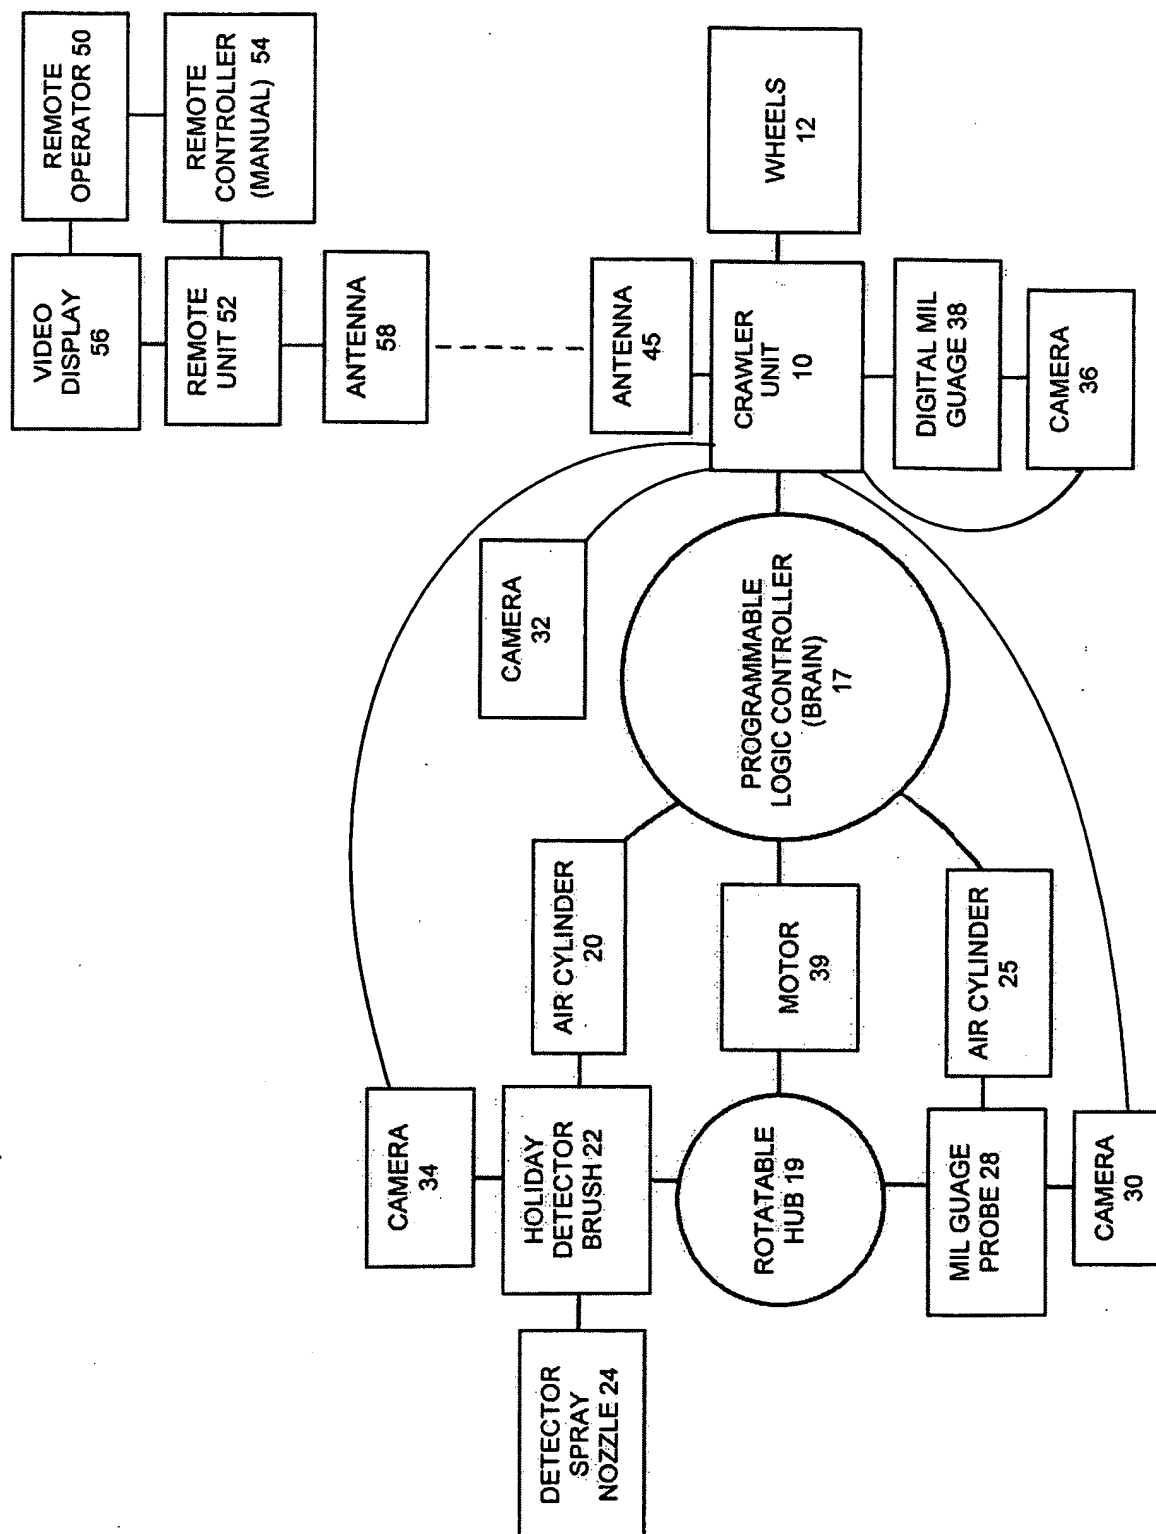 REMOTE
OPERATOR 50
REMOTE
CONTROLLER
(MANUAL) 54
VIDEO
DISPLAY
56
REMOTE
UNIT 52
ANTENNA
58
ANTENNA
45
WHEELS
12
CRAWLER
UNIT
10
DIGITAL MIL
GUAGE 38
CAMERA
36
CAMERA
32
PROGRAMMABLE
LOGIC CONTROLLER
(BRAIN)
17
AIR CYLINDER
20
MOTOR
39
AIR CYLINDER
25
CAMERA
34
HOLIDAY
DETECTOR
BRUSH 22
ROTATABLE
HUB 19
MIL GUAGE
PROBE 28
CAMERA
30
DETECTOR
SPRAY
NOZZLE 24